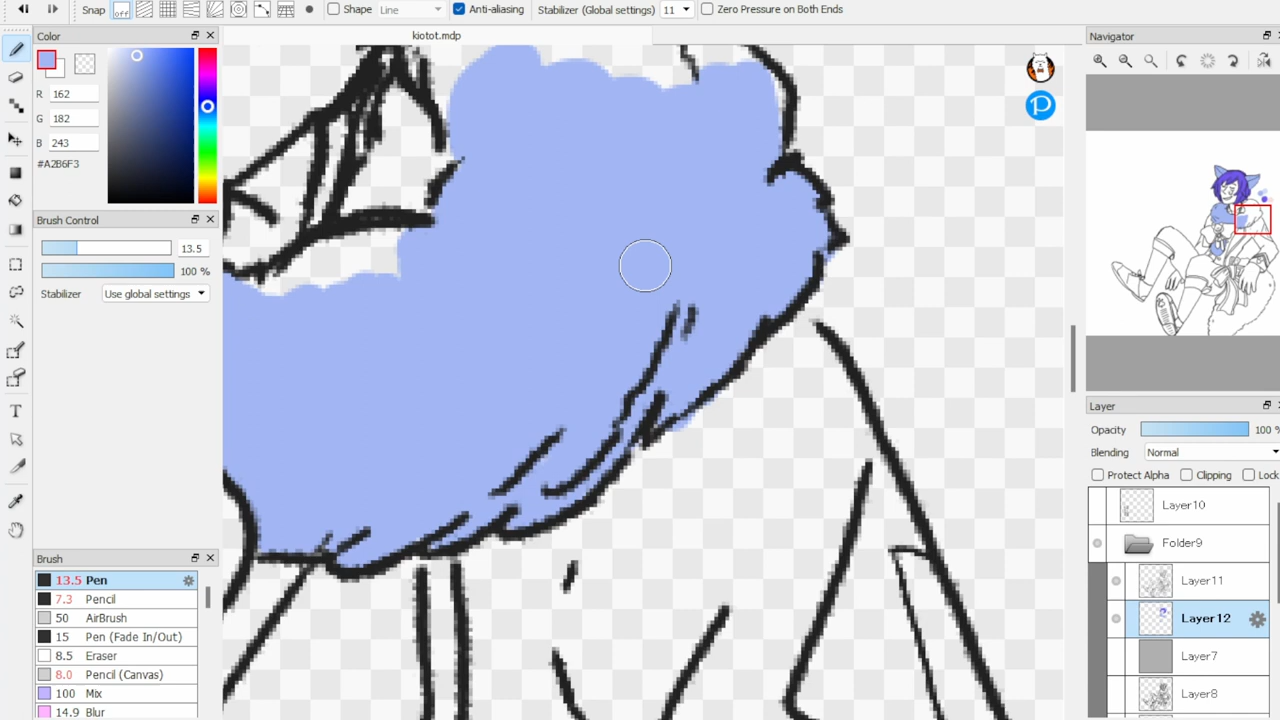 Snap off Shape Line Anti-aliasing Stabilizer (Global settings) 11 Zero Pressure on Both Ends
Color
kiotot.mdp
Navigator
R 162
G 182
B 243
#A2B6F3
Brush Control
13.5
100 %
Stabilizer Use global settings
Layer
Opacity 100 %
Blending Normal
Protect Alpha Clipping Lock
Layer10
Folder9
Layer11
Layer12
Layer7
Layer8
Brush
13.5 Pen
7.3 Pencil
50 AirBrush
15 Pen (Fade In/Out)
8.5 Eraser
8.0 Pencil (Canvas)
100 Mix
14.9 Blur
T
P